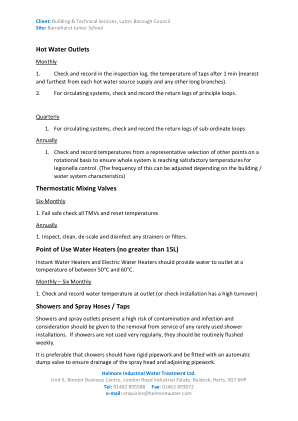 Client: Building & Technical Services, Luton Borough Council
Site: Barnehurst Junior School
Hot Water Outlets
Monthly
1. Check and record in the inspection log, the temperature of taps after 1 min (nearest
and furthest from each hot water source supply and any other long branches).
2. For circulating systems, check and record the return legs of principle loops.
Quarterly
1. For circulating systems, check and record the return legs of sub-ordinate loops
Annually
1. Check and record temperatures from a representative selection of other points on a
rotational basis to ensure whole system is reaching satisfactory temperatures for
legionella control. (The frequency of this can be adjusted depending on the building /
water system characteristics)
Thermostatic Mixing Valves
Six-Monthly
1. Fail safe check all TMVs and reset temperatures
Annually
1. Inspect, clean, de-scale and disinfect any strainers or filters.
Point of Use Water Heaters (no greater than 15L)
Instant Water Heaters and Electric Water Heaters should provide water to outlet at a
temperature of between 50°C and 60°C.
Monthly – Six Monthly
1. Check and record water temperature at outlet (or check installation has a high turnover)
Showers and Spray Hoses / Taps
Showers and spray outlets present a high risk of contamination and infection and
consideration should be given to the removal from service of any rarely used shower
installations. If showers are not used very regularly, they should be routinely flushed
weekly.
It is preferable that showers should have rigid pipework and be fitted with an automatic
dump valve to ensure drainage of the spray head and adjoining pipework.
Helmore Industrial Water Treatment Ltd.
Unit 6, Bondor Business Centre, London Road Industrial Estate, Baldock, Herts, SG7 6HP
Tel: 01462 895588 Fax: 01462 893872
e-mail: enquiries@helmorewater.com